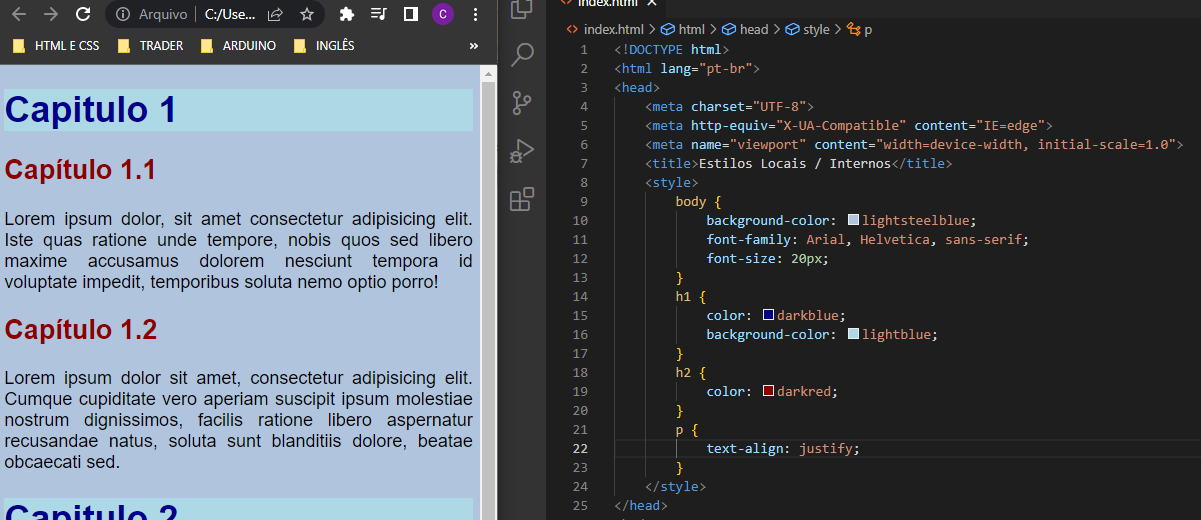 Arquivo
C:/Use...
C
HTML E CSS
TRADER
ARDUINO
INGLÊS
»
Capitulo 1
Capítulo 1.1
Lorem ipsum dolor, sit amet consectetur adipisicing elit.
Iste quas ratione unde tempore, nobis quos sed libero
maxime accusamus dolorem nesciunt tempora id
voluptate impedit, temporibus soluta nemo optio porro!
Capítulo 1.2
Lorem ipsum dolor sit amet, consectetur adipisicing elit.
Cumque cupiditate vero aperiam suscipit ipsum molestiae
nostrum dignissimos, facilis ratione libero aspernatur
recusandae natus, soluta sunt blanditiis dolore, beatae
obcaecati sed.
Capitulo 2
index.html
index.html > html > head > style > p
1 <!DOCTYPE html>
2 <html lang="pt-br">
3 <head>
4 <meta charset="UTF-8">
5 <meta http-equiv="X-UA-Compatible" content="IE=edge">
6 <meta name="viewport" content="width=device-width, initial-scale=1.0">
7 <title>Estilos Locais / Internos</title>
8 <style>
9 body {
10 background-color: lightsteelblue;
11 font-family: Arial, Helvetica, sans-serif;
12 font-size: 20px;
13 }
14 h1 {
15 color: darkblue;
16 background-color: lightblue;
17 }
18 h2 {
19 color: darkred;
20 }
21 p {
22 text-align: justify;
23 }
24 </style>
25 </head>